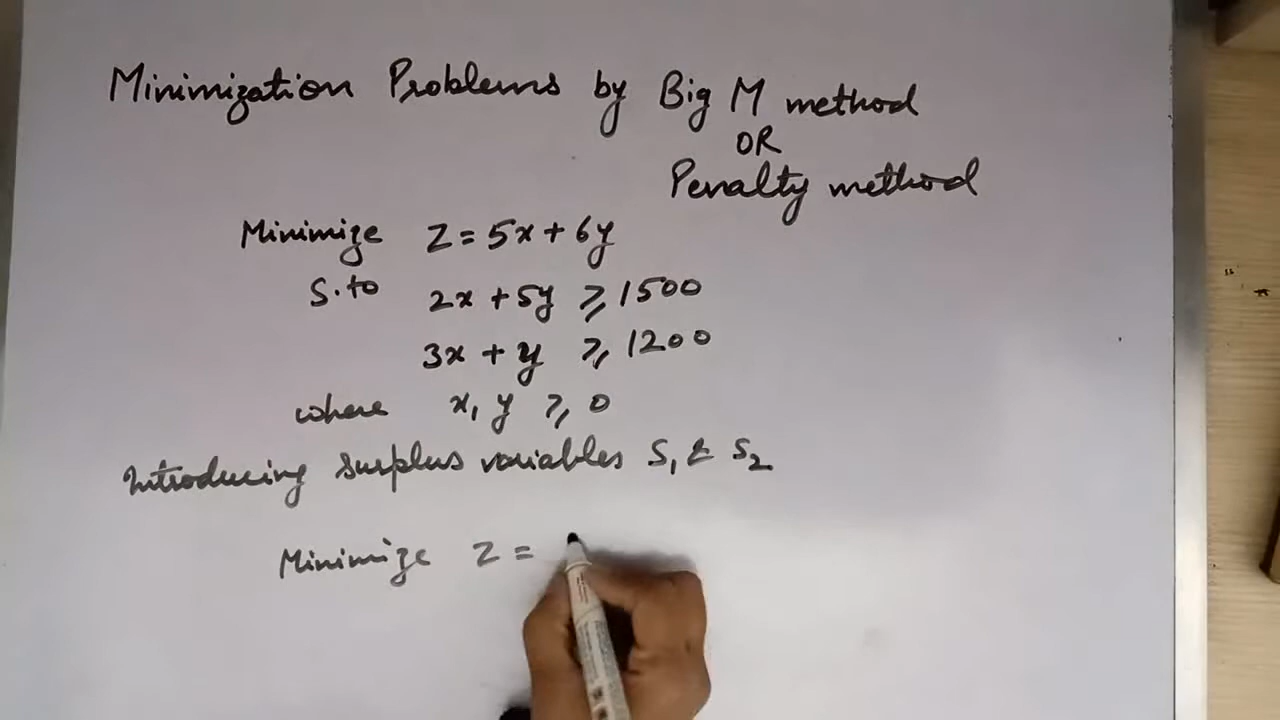 Minimization Problems by Big M method
OR
Penalty method
Minimize Z = 5x + 6y
S.to 2x + 5y ⩾ 1500
3x + y ⩾ 1200
where x, y ⩾ 0
Introducing surplus variables S₁ & S₂
Minimize Z =